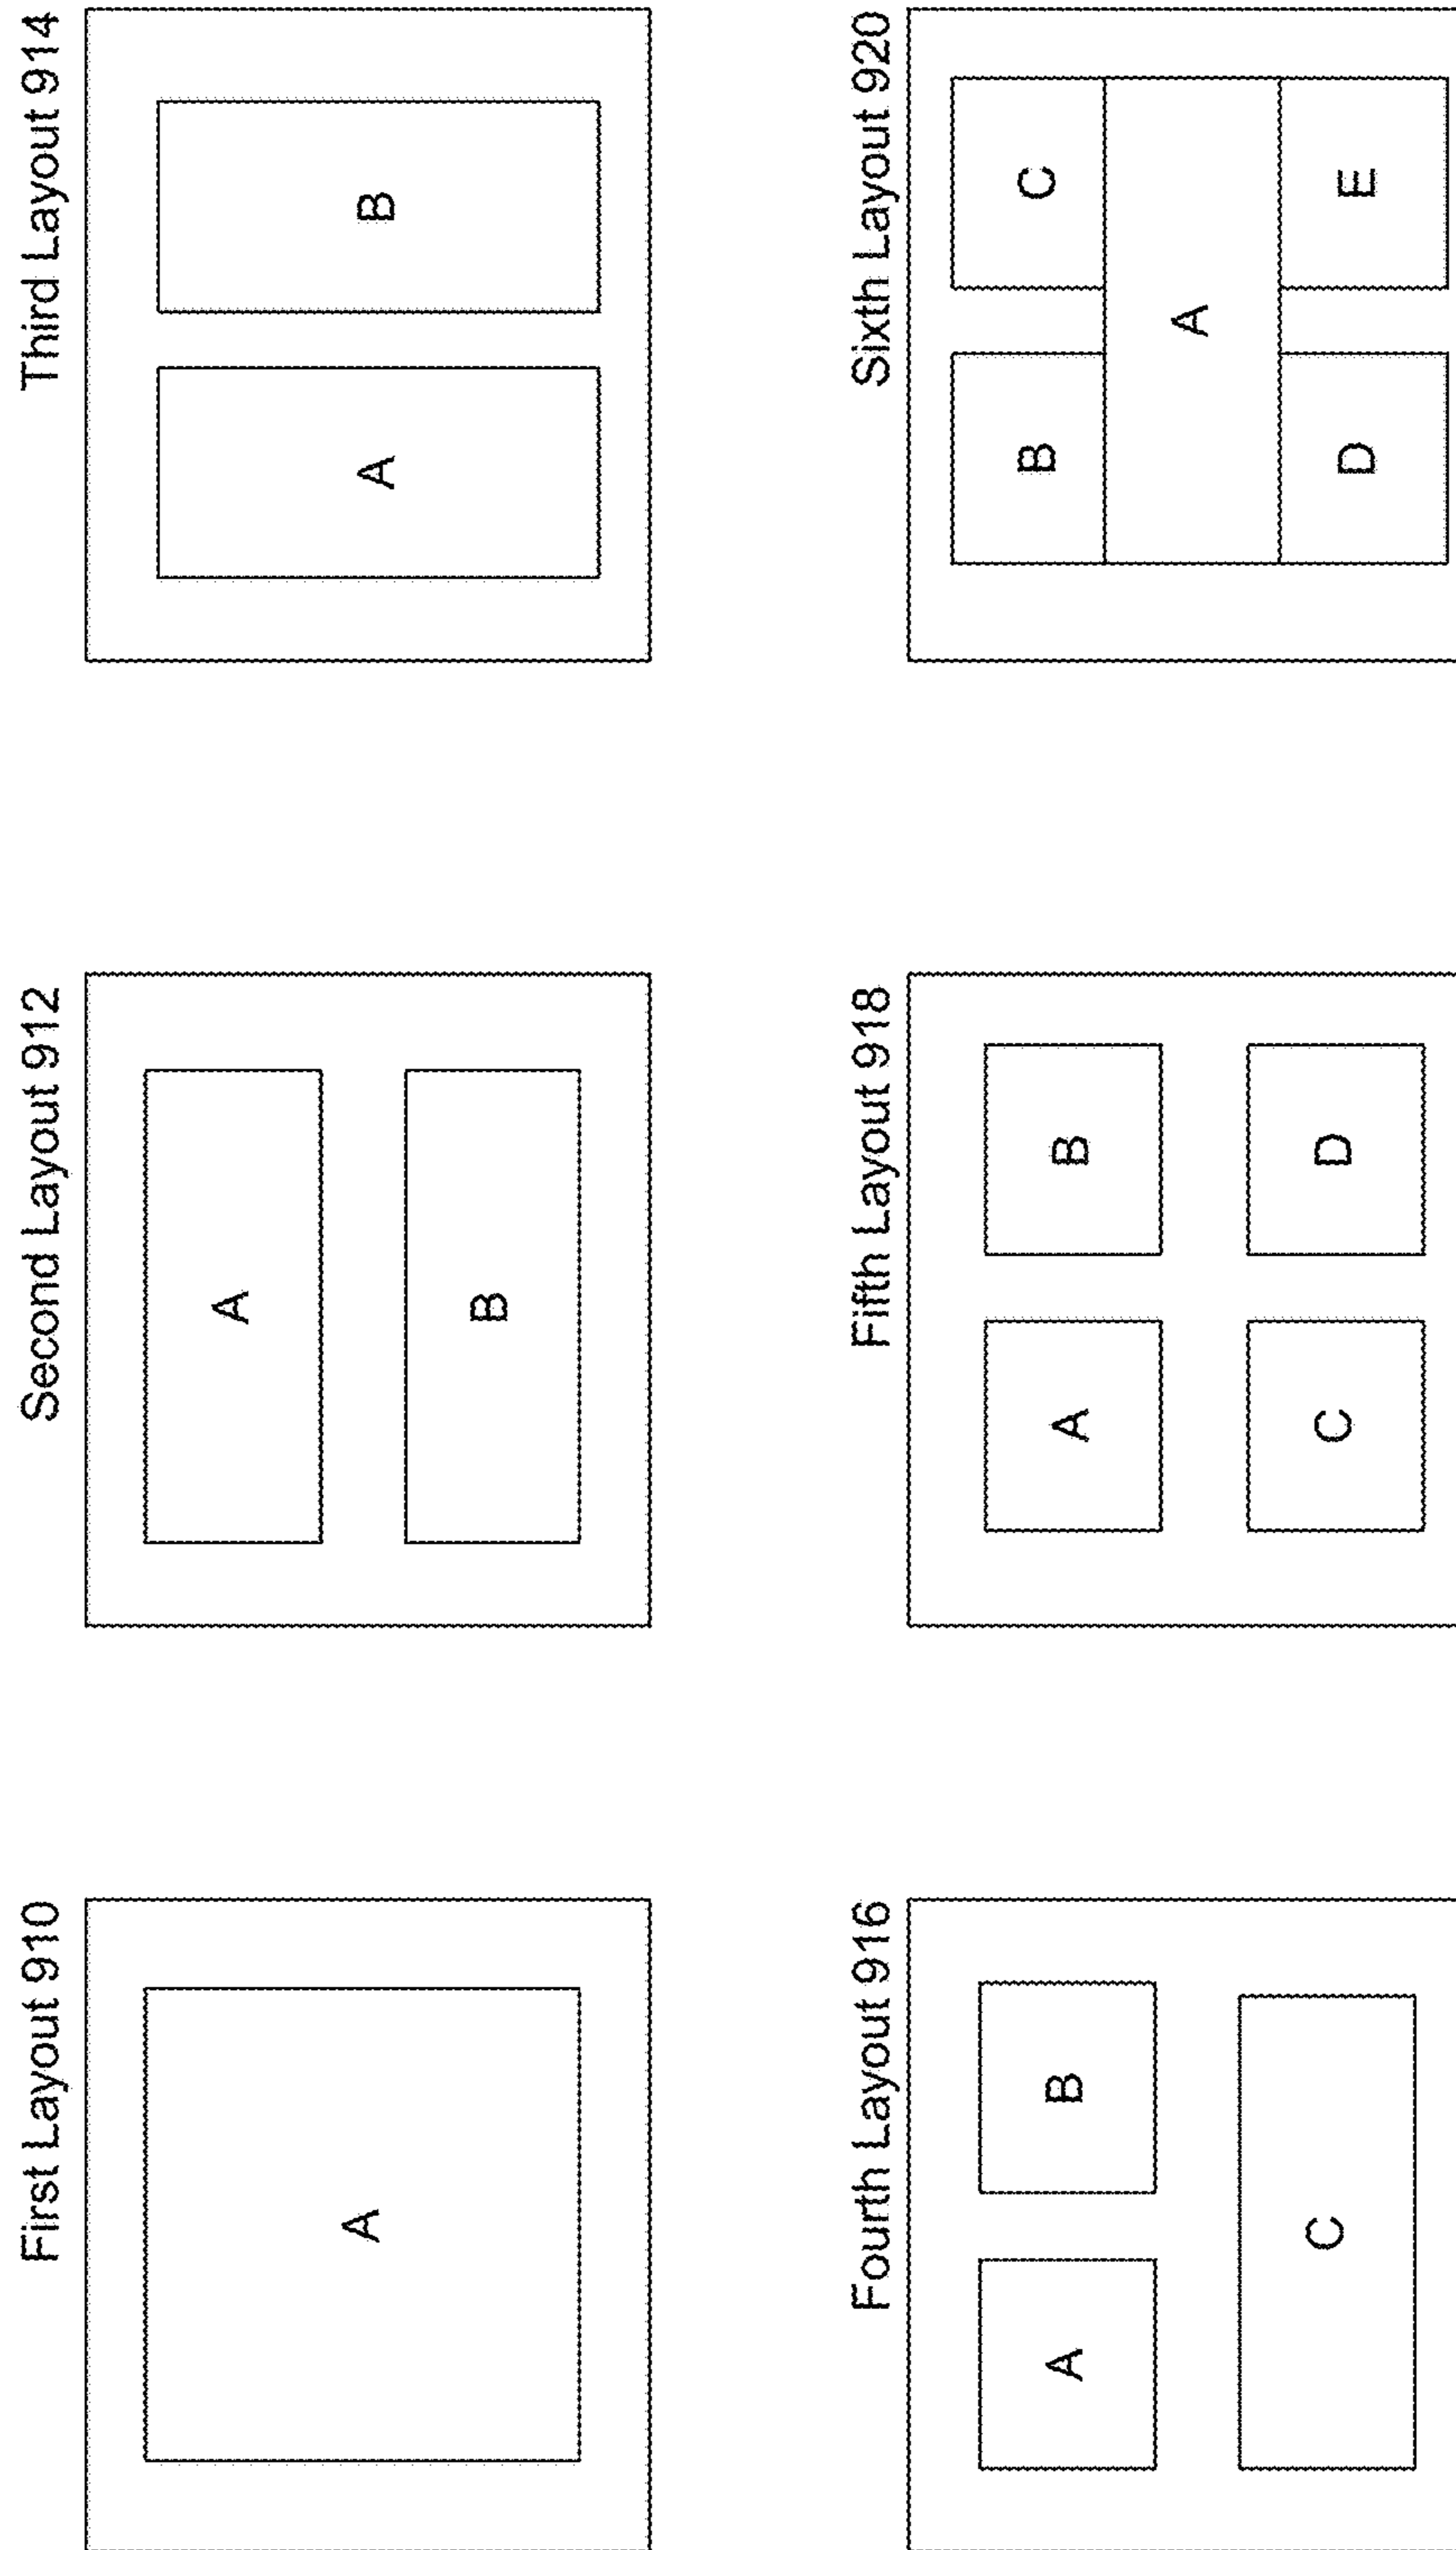 First Layout 910
A
Second Layout 912
A
B
Third Layout 914
A B
Fourth Layout 916
A B
C
Fifth Layout 918
A B
C D
Sixth Layout 920
B C
A
D E